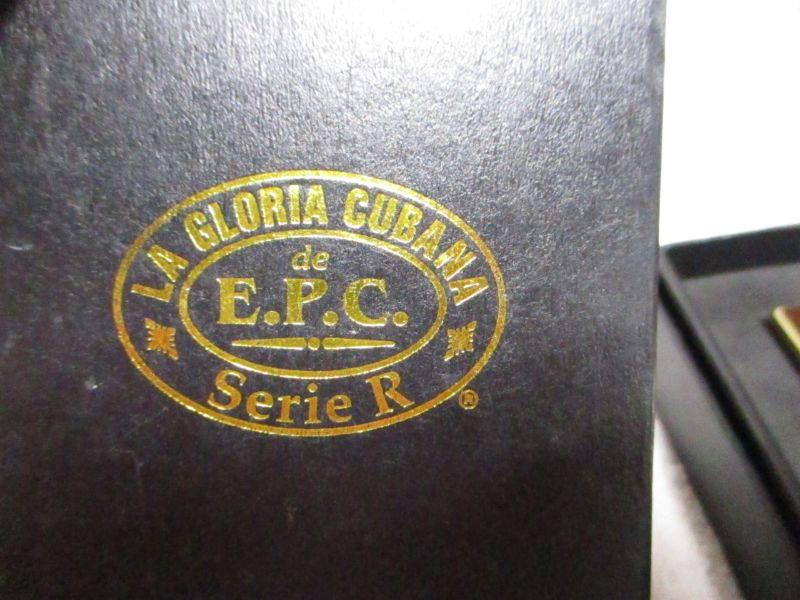 LA GLORIA CUBANA
de
E.P.C.
Serie R
®